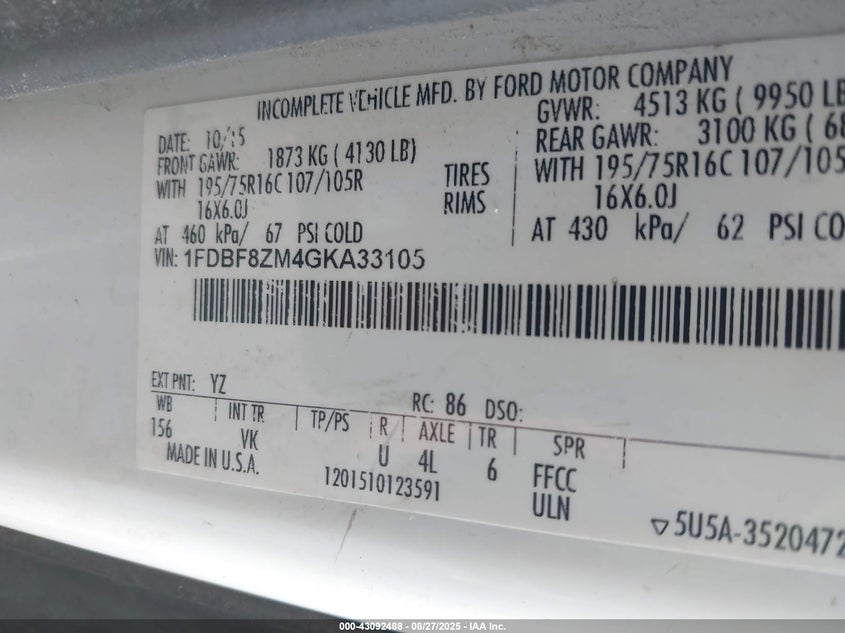 INCOMPLETE VEHICLE MFD. BY FORD MOTOR COMPANY
DATE: 10/15
GVWR: 4513 KG ( 9950 LB
FRONT GAWR: 1873 KG ( 4130 LB)
REAR GAWR: 3100 KG ( 68
WITH 195/75R16C 107/105R
TIRES
WITH 195/75R16C 107/105
16X6.0J
RIMS
16X6.0J
AT 460 kPa/ 67 PSI COLD
AT 430 kPa/ 62 PSI CO
VIN: 1FDBF8ZM4GKA33105
EXT PNT: YZ
RC: 86 DSO:
WB INT TR TP/PS R AXLE TR SPR
156 VK U 4L 6 FFCC
MADE IN U.S.A.
ULN
1201510123591
5U5A-3520472
000-43092488 - 08/27/2025 - IAA Inc.